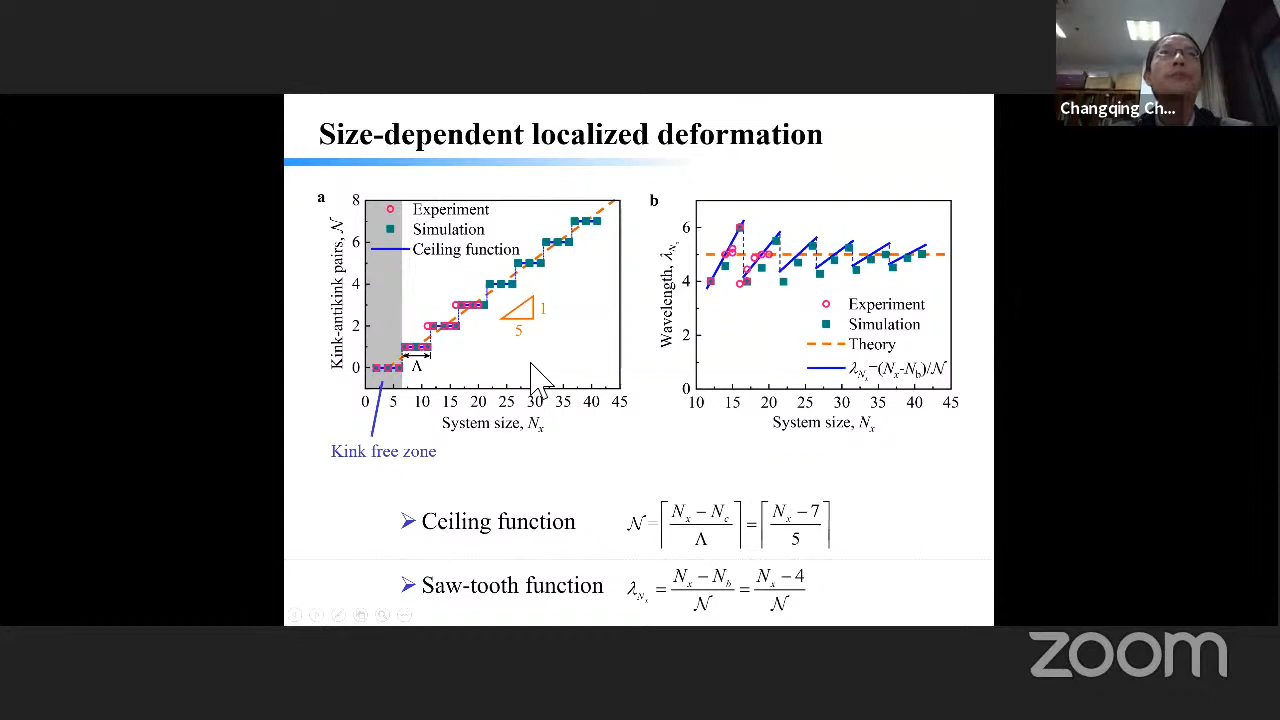 Changqing Ch...
Size-dependent localized deformation
a
8
6
4
2
0
Kink-antikink pairs, 𝒩
Experiment
Simulation
Ceiling function
1
5
Λ
0 5 10 15 20 25 30 35 40 45
System size, Nx
Kink free zone
b
6
4
2
0
Wavelength, λNx
Experiment
Simulation
Theory
λNx=(Nx-Nb)/𝒩
10 15 20 25 30 35 40 45
System size, Nx
➢ Ceiling function 𝒩=⌈(Nx − Nc)/Λ⌉=⌈(Nx − 7)/5⌉
➢ Saw-tooth function λNx = (Nx − Nb)/𝒩 = (Nx − 4)/𝒩
zoom